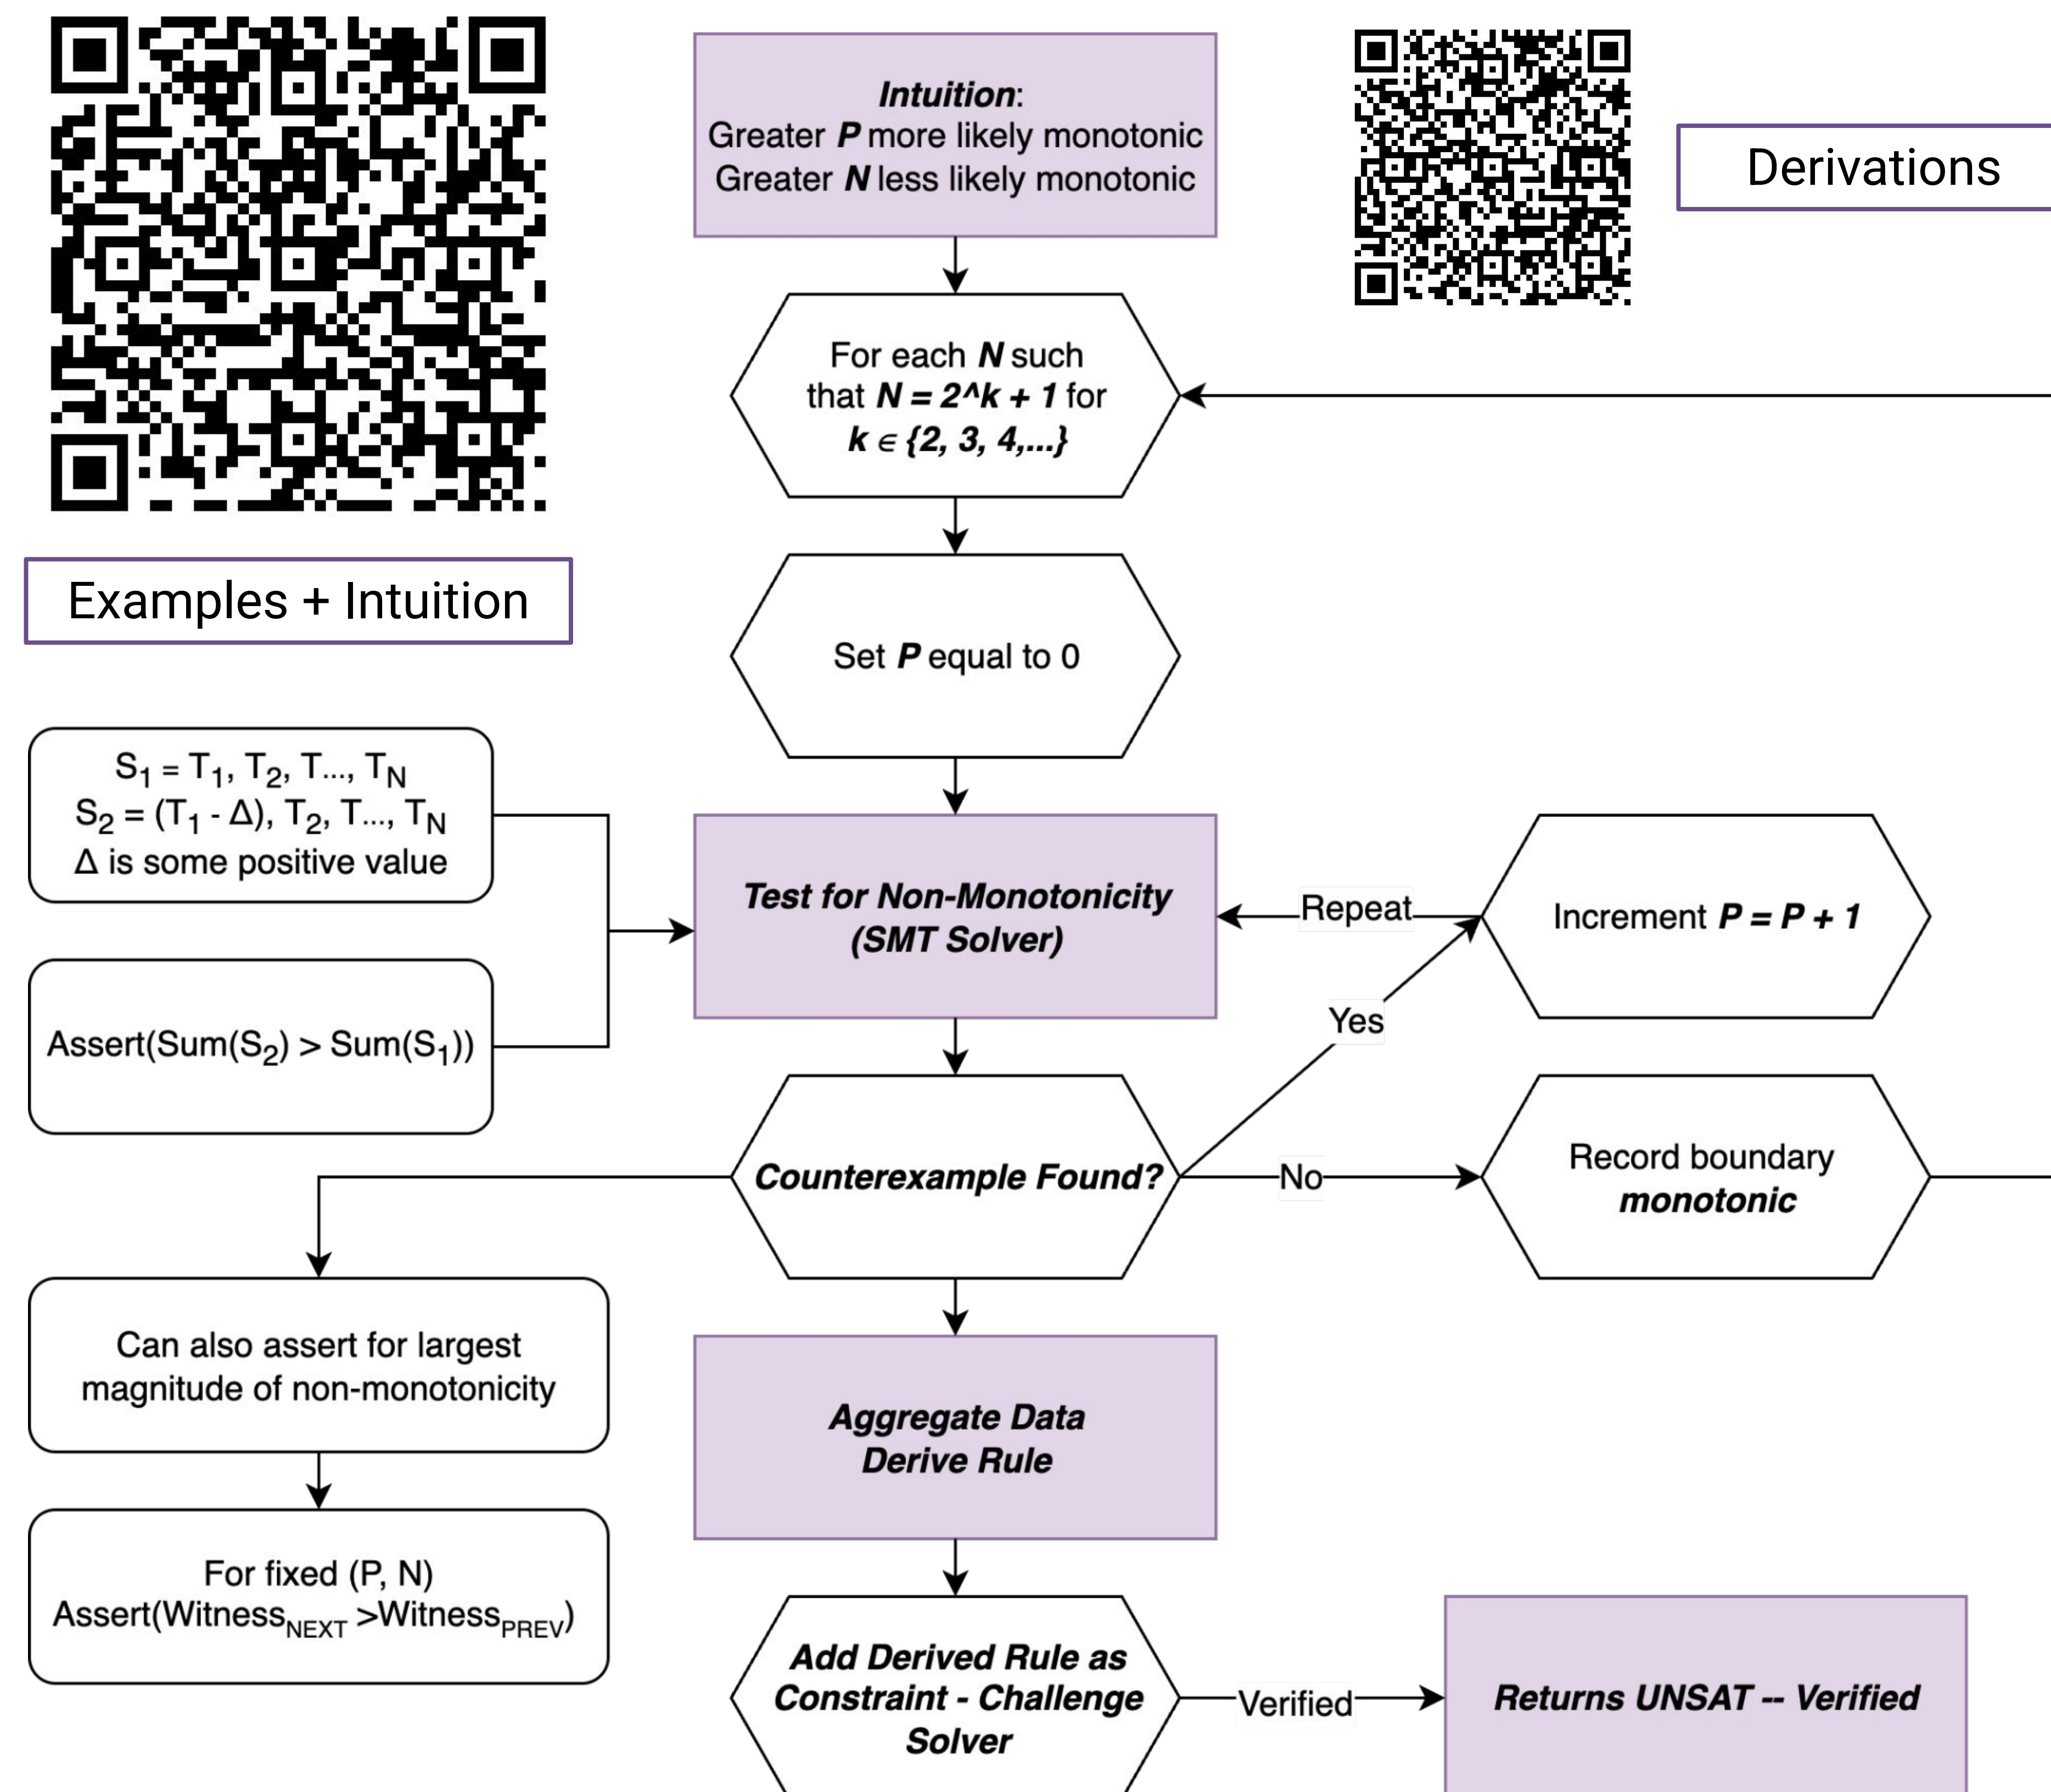 Intuition:
Greater P more likely monotonic
Greater N less likely monotonic
Derivations
For each N such
that N = 2^k + 1 for
k ∈ {2, 3, 4,...}
Examples + Intuition
Set P equal to 0
S₁ = T₁, T₂, T..., T_N
S₂ = (T₁ - Δ), T₂, T..., T_N
Δ is some positive value
Test for Non-Monotonicity
(SMT Solver)
Repeat
Increment P = P + 1
Yes
Assert(Sum(S₂) > Sum(S₁))
Counterexample Found?
No
Record boundary
monotonic
Can also assert for largest
magnitude of non-monotonicity
Aggregate Data
Derive Rule
For fixed (P, N)
Assert(Witness_NEXT >Witness_PREV)
Add Derived Rule as
Constraint - Challenge
Solver
Verified
Returns UNSAT -- Verified